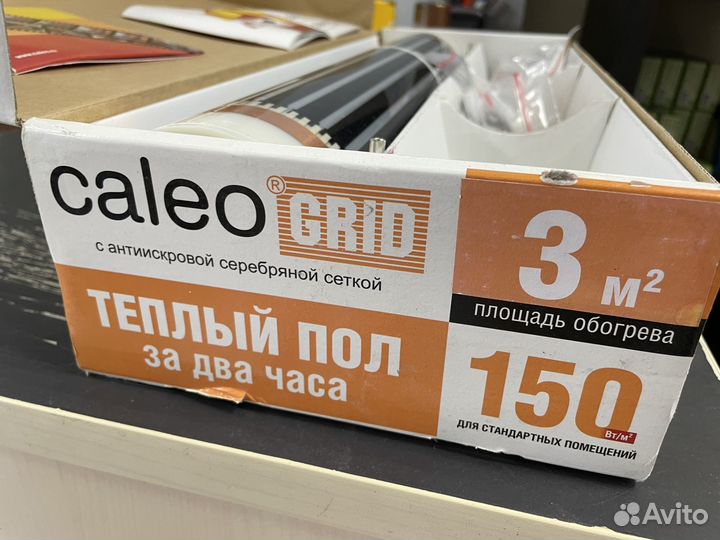 caleo®
GRID
с антиискровой серебряной сеткой
ТЕПЛЫЙ ПОЛ
за два часа
3 м²
площадь обогрева
150
Вт/м²
для стандартных помещений
Avito